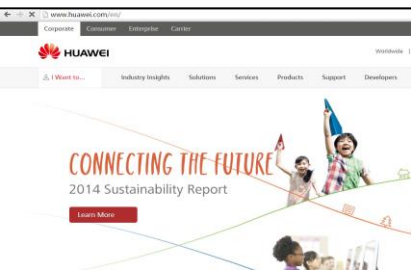 www.huawei.com/en/
Corporate Consumer Enterprise Carrier
HUAWEI
Worldwide |
I Want to... Industry Insights Solutions Services Products Support Developers
CONNECTING THE FUTURE
2014 Sustainability Report
Learn More